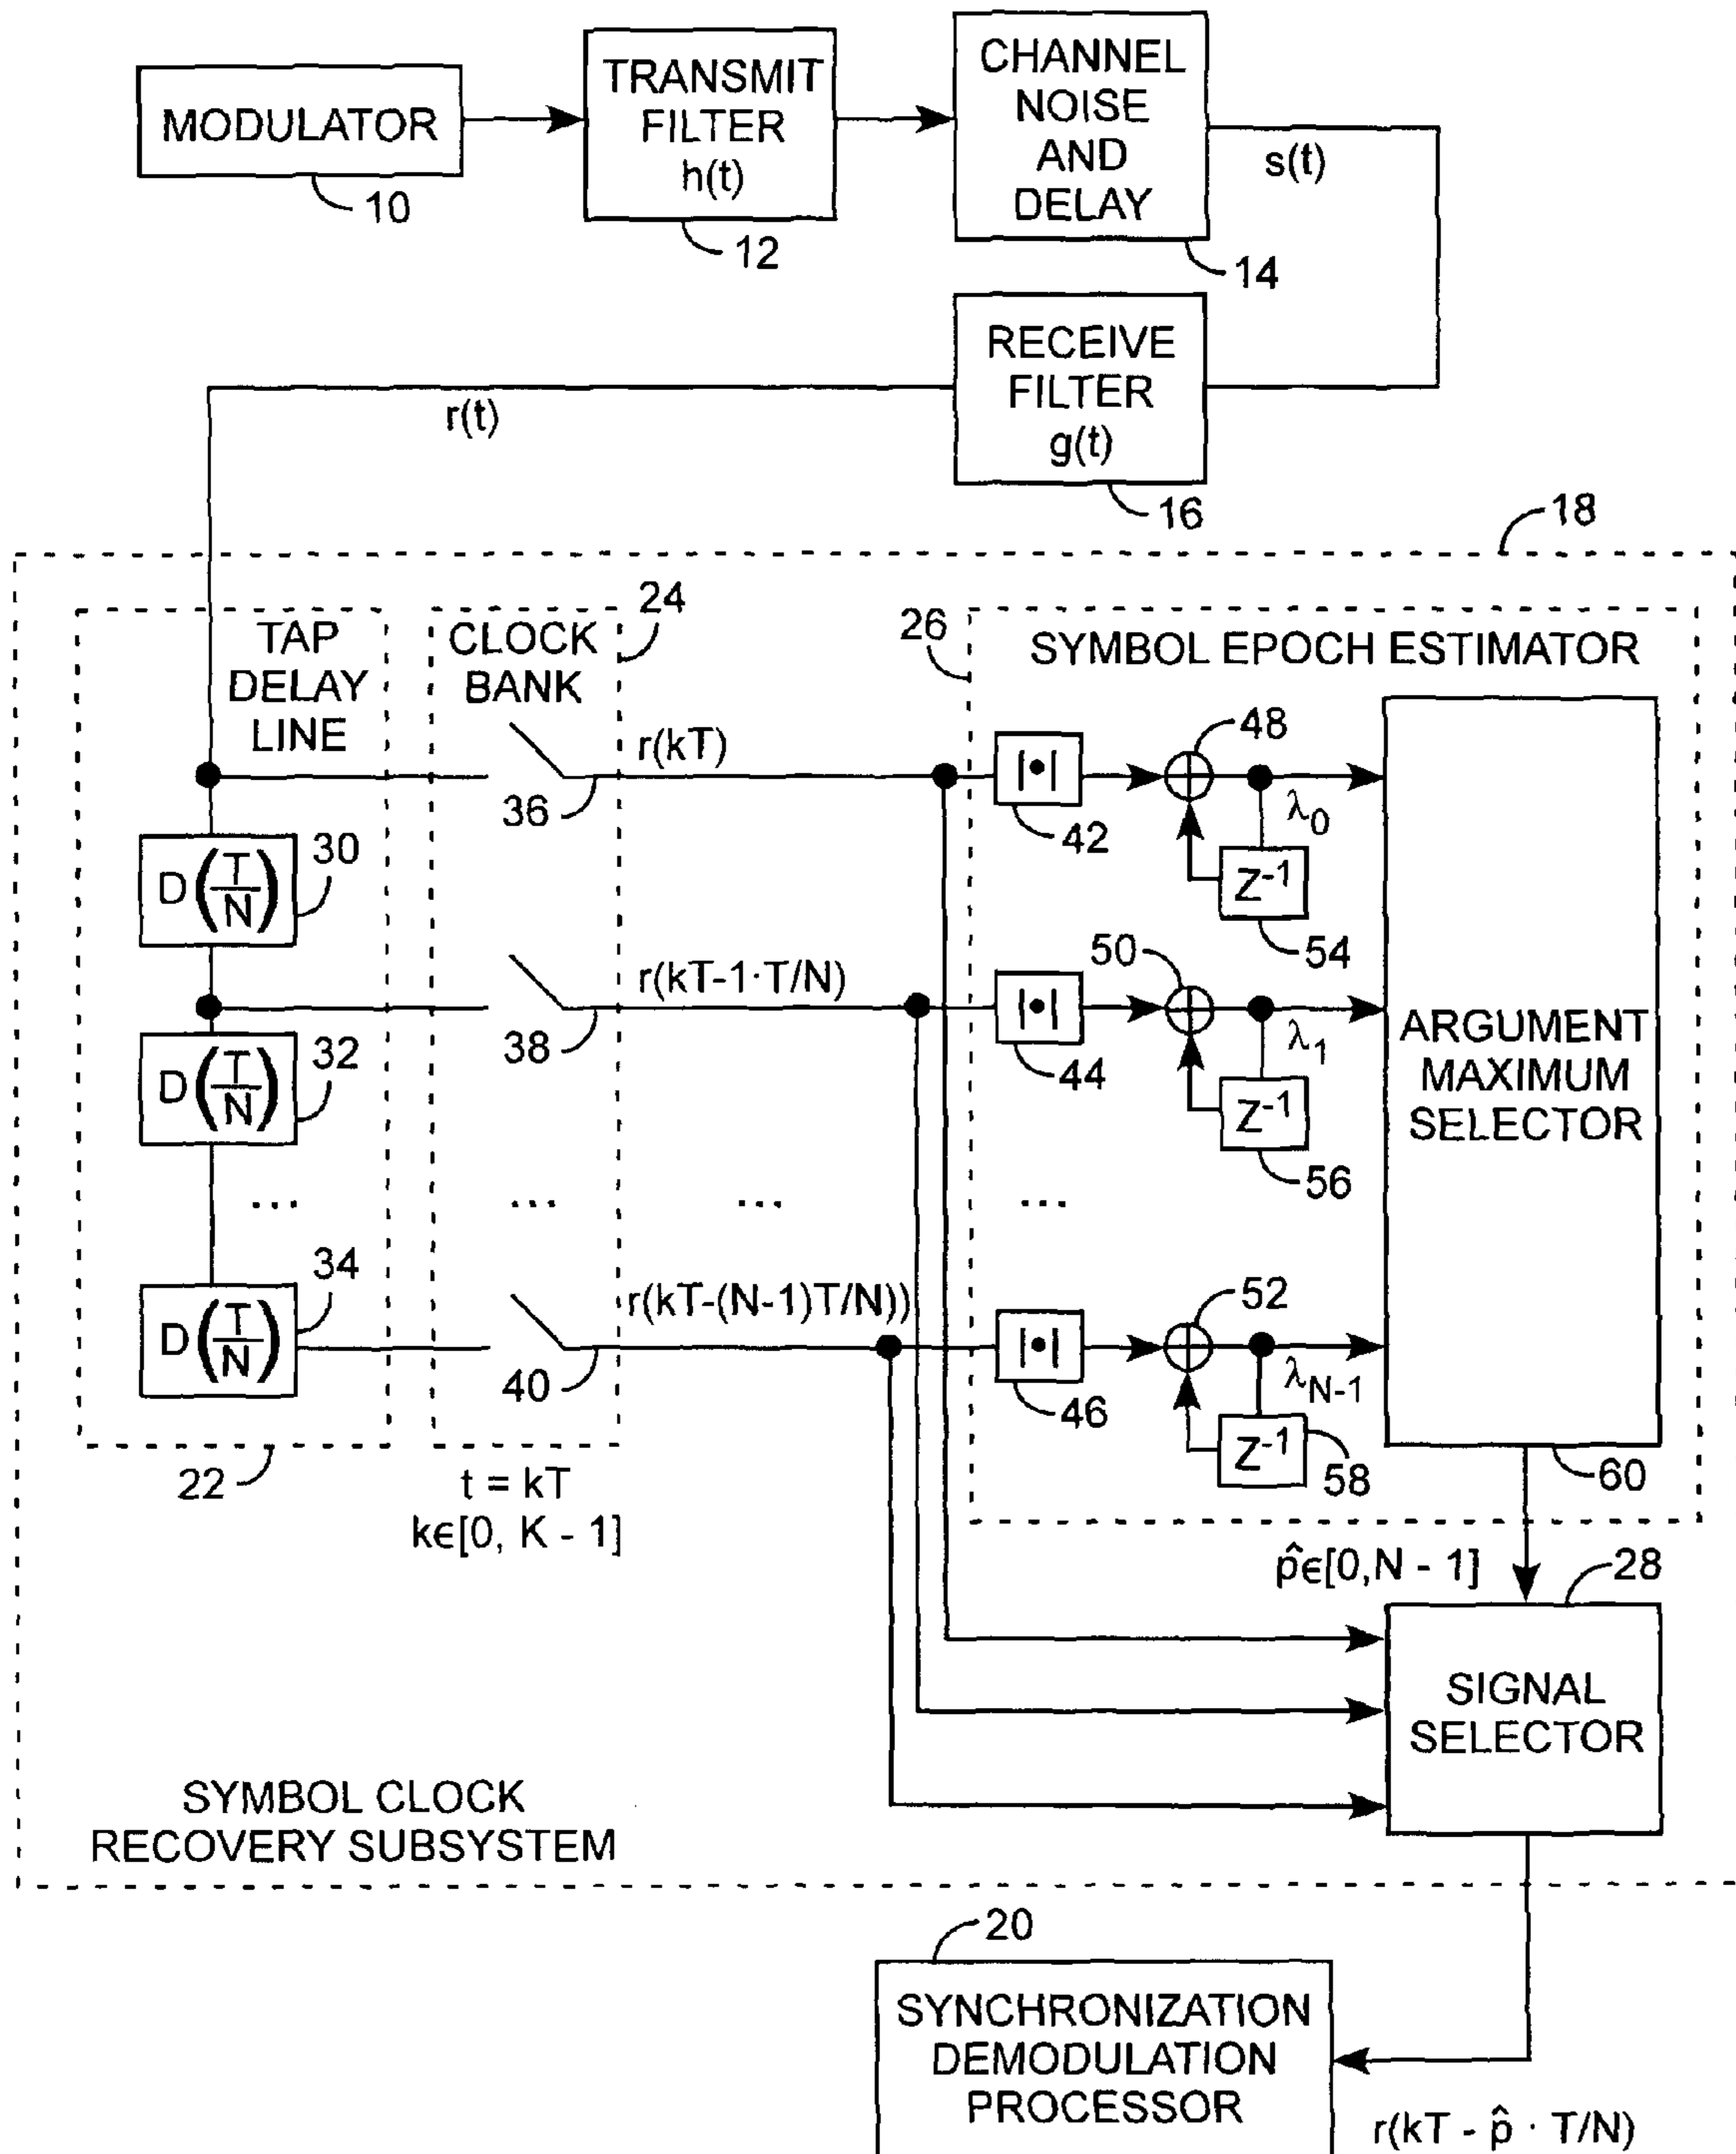 MODULATOR
10
TRANSMIT
FILTER
h(t)
12
CHANNEL
NOISE
AND
DELAY
14
s(t)
RECEIVE
FILTER
g(t)
16
r(t)
18
TAP
DELAY
LINE
CLOCK
BANK
24
26
SYMBOL EPOCH ESTIMATOR
r(kT)
36
|•|
42
48
λ0
Z-1
54
D(T/N)
30
r(kT-1·T/N)
38
|•|
44
50
λ1
Z-1
56
D(T/N)
32
ARGUMENT
MAXIMUM
SELECTOR
...
...
...
...
D(T/N)
34
r(kT-(N-1)T/N))
40
|•|
46
52
λN-1
Z-1
58
60
22
t = kT
kϵ[0, K - 1]
p̂ϵ[0,N - 1]
28
SIGNAL
SELECTOR
SYMBOL CLOCK
RECOVERY SUBSYSTEM
20
SYNCHRONIZATION
DEMODULATION
PROCESSOR
r(kT - p̂ · T/N)